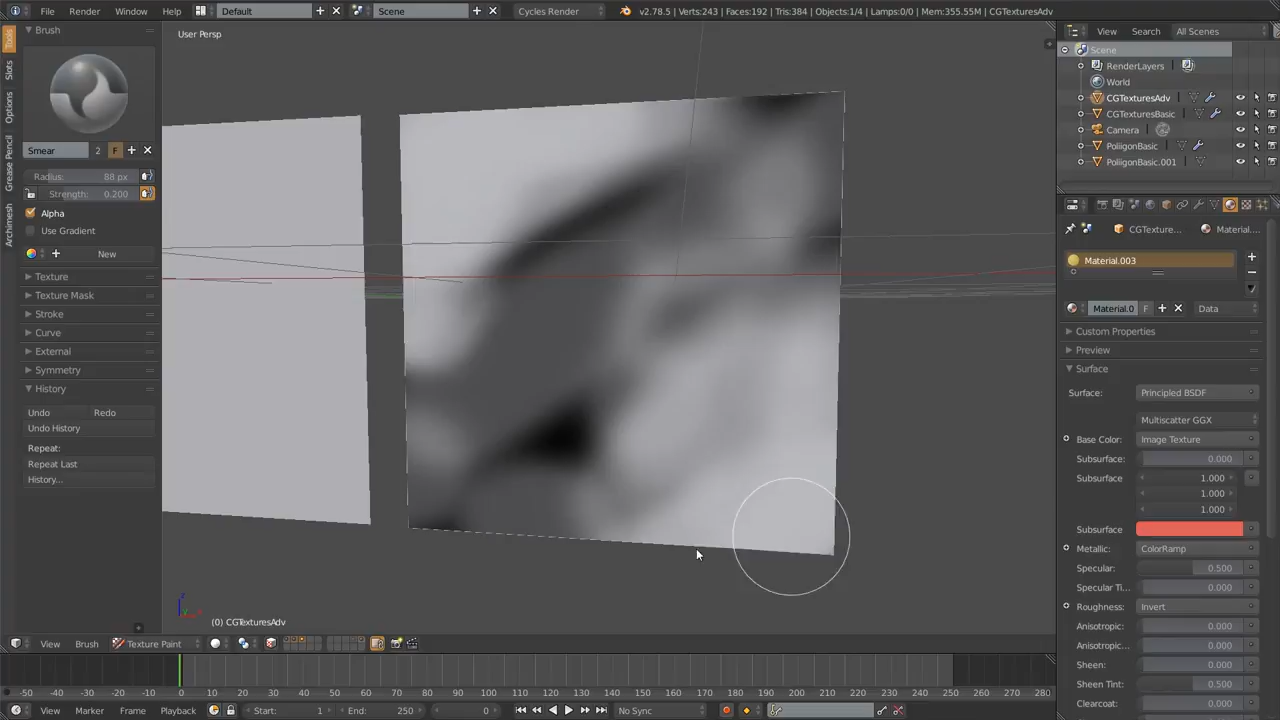 File Render Window Help Default Scene Cycles Render v2.78.5 | Verts:243 | Faces:192 | Tris:384 | Objects:1/4 | Lamps:0/0 | Mem:355.55M | CGTexturesAdv
Tools
Slots
Options
Grease Pencil
Archimesh
Brush
Smear 2 F
Radius: 88 px
Strength: 0.200
Alpha
Use Gradient
New
Texture
Texture Mask
Stroke
Curve
External
Symmetry
History
Undo Redo
Undo History
Repeat:
Repeat Last
History...
User Persp
(0) CGTexturesAdv
View Brush Texture Paint
View Search All Scenes
Scene
RenderLayers
World
CGTexturesAdv
CGTexturesBasic
Camera
PoliigonBasic
PoliigonBasic.001
CGTexture... Material....
Material.003
Material.0 F Data
Custom Properties
Preview
Surface
Surface: Principled BSDF
Multiscatter GGX
Base Color: Image Texture
Subsurface: 0.000
Subsurface 1.000
1.000
1.000
Subsurface
Metallic: ColorRamp
Specular: 0.500
Specular Ti... 0.000
Roughness: Invert
Anisotropic: 0.000
Anisotropic... 0.000
Sheen: 0.000
Sheen Tint: 0.500
Clearcoat: 0.000
-50 -40 -30 -20 -10 0 10 20 30 40 50 60 70 80 90 100 110 120 130 140 150 160 170 180 190 200 210 220 230 240 250 260 270 280
View Marker Frame Playback Start: 1 End: 250 0 No Sync